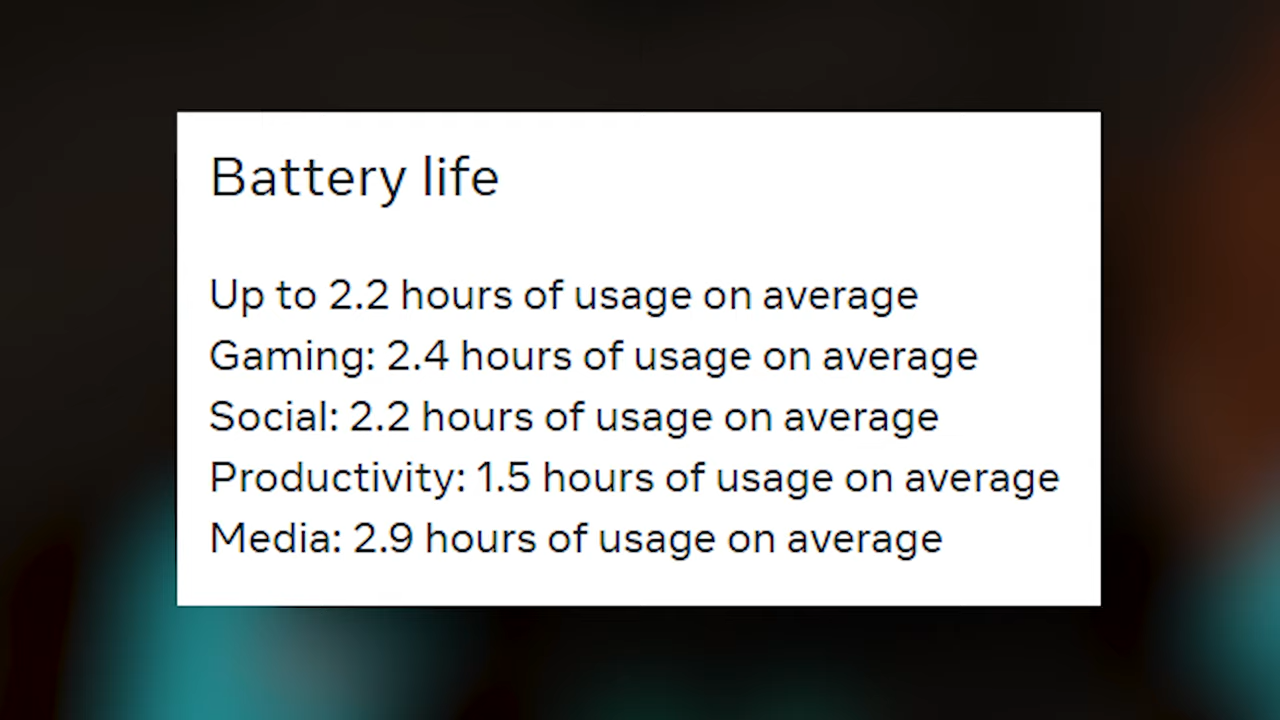 Battery life
Up to 2.2 hours of usage on average
Gaming: 2.4 hours of usage on average
Social: 2.2 hours of usage on average
Productivity: 1.5 hours of usage on average
Media: 2.9 hours of usage on average